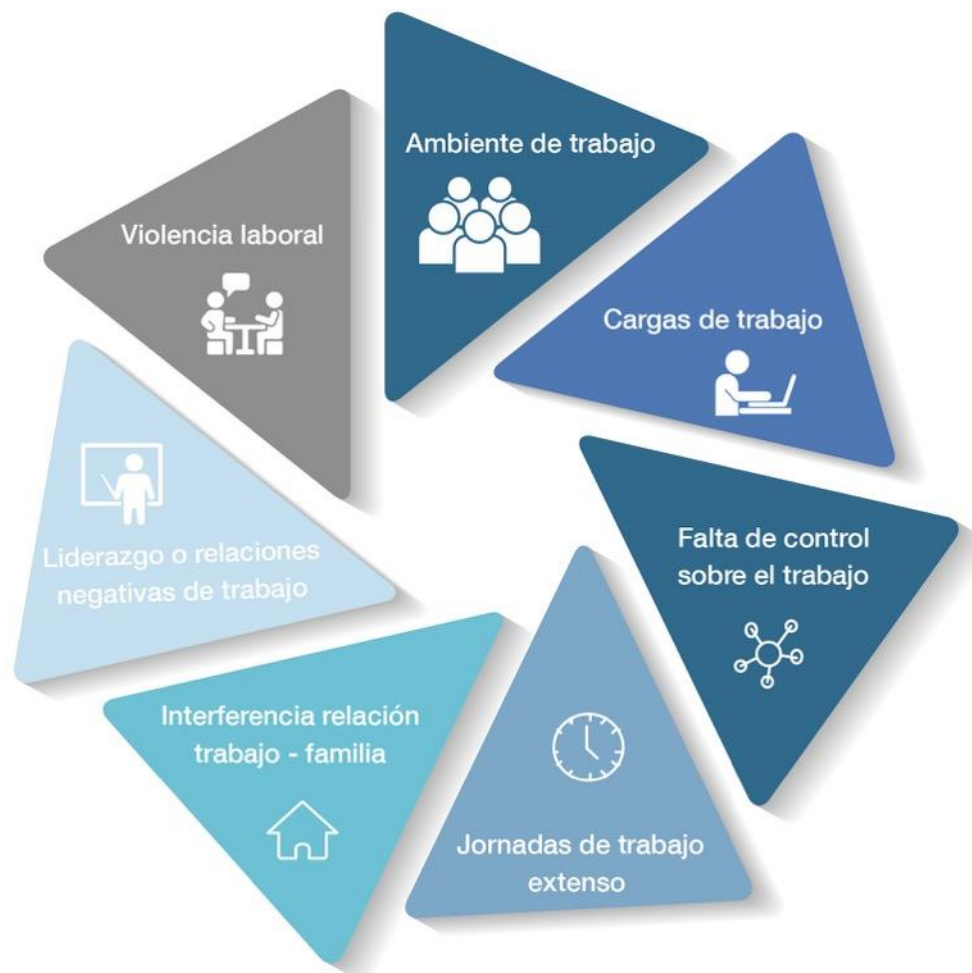 Ambiente de trabajo
Cargas de trabajo
Falta de control
sobre el trabajo
Jornadas de trabajo
extenso
Interferencia relación
trabajo - familia
Liderazgo o relaciones
negativas de trabajo
Violencia laboral